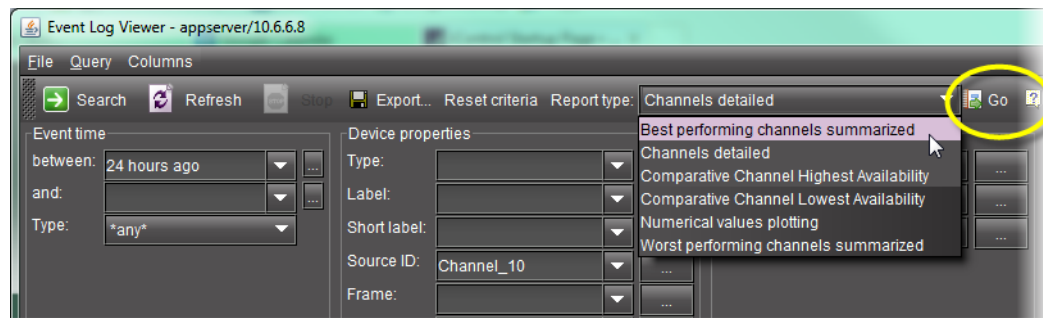 Event Log Viewer - appserver/10.6.6.8
File Query Columns
Search Refresh Stop Export... Reset criteria Report type: Channels detailed Go
Event time
between: 24 hours ago ...
and: ...
Type: *any*
Device properties
Type:
Label:
Short label:
Source ID: Channel_10 ...
Frame: ...
Best performing channels summarized
Channels detailed
Comparative Channel Highest Availability
Comparative Channel Lowest Availability
Numerical values plotting
Worst performing channels summarized
...
...
...